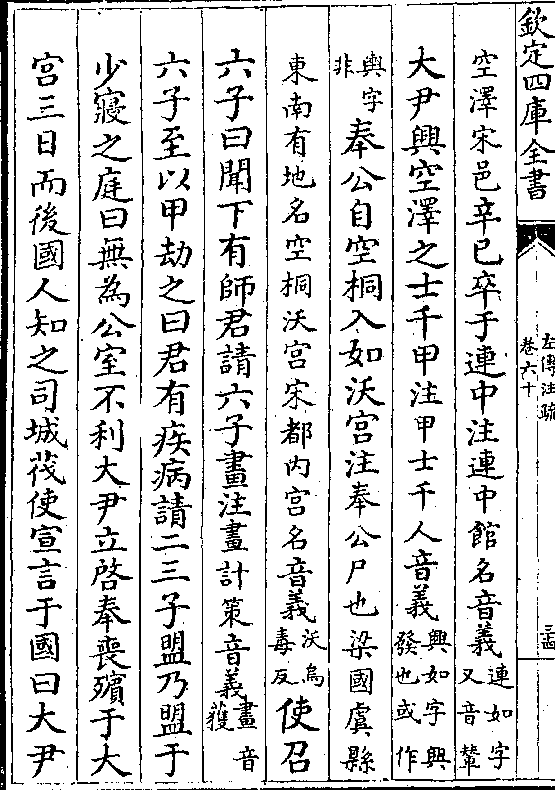 欽定四庫全書
左傳注疏
卷六十
空澤宋邑辛巳卒于連中注連中館名音義連如字又音輦
大尹興空澤之士千甲注甲士千人音義興如字興發也或作
輿字非奉公自空桐入如沃宮注奉公尸也梁國虞縣
東南有地名空桐沃宮宋都内宮名音義沃烏毒反使召
六子曰聞下有師君請六子畫注畫計策音義畫音獲
六子至以甲劫之曰君有疾病請二三子盟乃盟于
少寢之庭曰無為公室不利大尹立啓奉喪殯于大
宮三日而後國人知之司城茷使宣言于國曰大尹